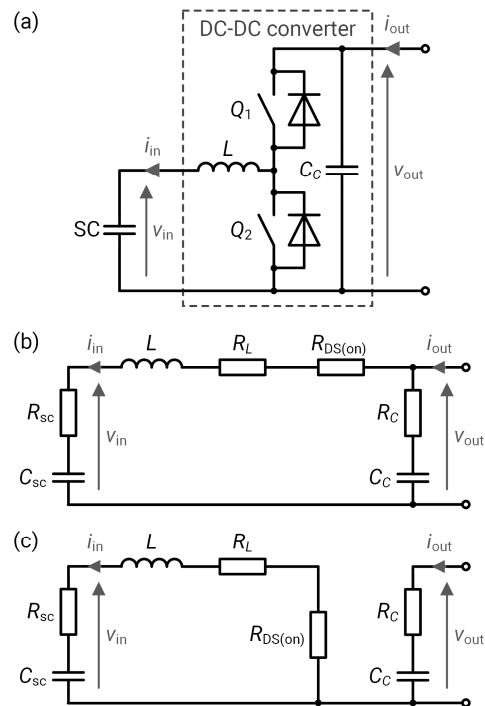 (a)
DC-DC converter
i_out
Q_1
i_in
L
C_C
v_out
SC
v_in
Q_2
(b)
i_in
L
R_L
R_DS(on)
i_out
R_sc
R_C
v_in
v_out
C_sc
C_C
(c)
i_in
L
R_L
i_out
R_sc
R_C
v_in
R_DS(on)
v_out
C_sc
C_C